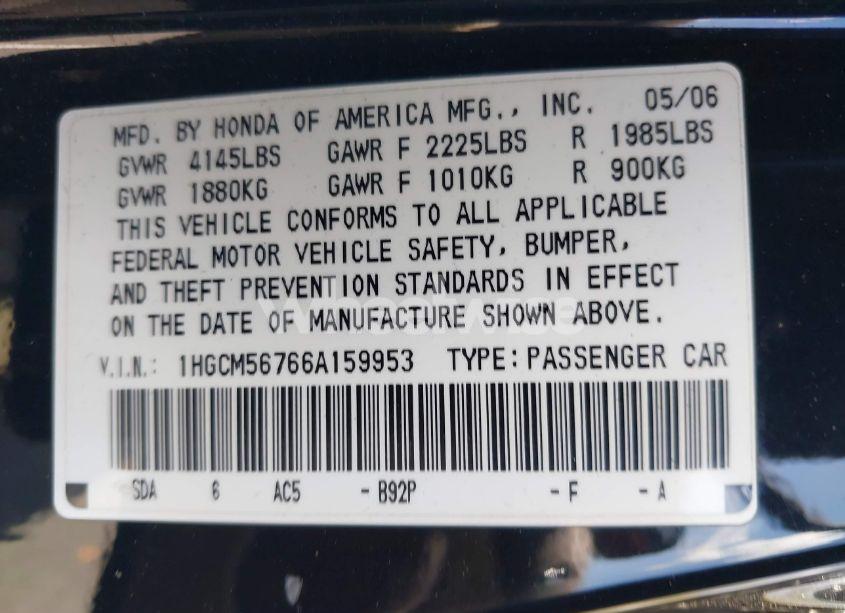 MFD. BY HONDA OF AMERICA MFG., INC. 05/06
GVWR 4145LBS GAWR F 2225LBS R 1985LBS
GVWR 1880KG GAWR F 1010KG R 900KG
THIS VEHICLE CONFORMS TO ALL APPLICABLE
FEDERAL MOTOR VEHICLE SAFETY, BUMPER,
AND THEFT PREVENTION STANDARDS IN EFFECT
ON THE DATE OF MANUFACTURE SHOWN ABOVE.
V.I.N.: 1HGCM56766A159953 TYPE: PASSENGER CAR
SDA 6 AC5 - B92P - F - A